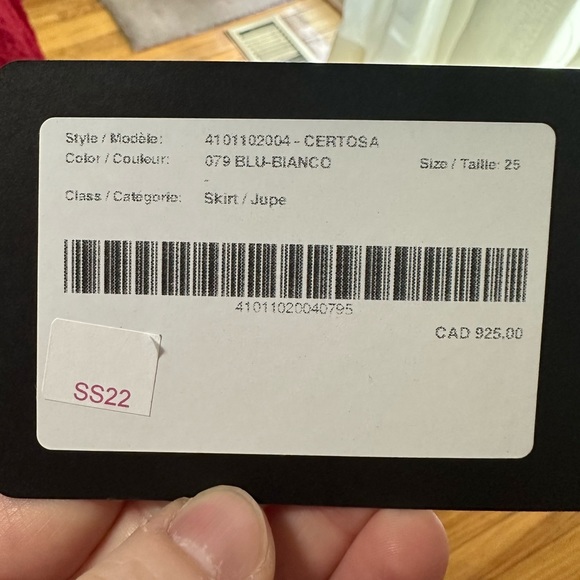 Style / Modèle: 4101102004 - CERTOSA
Color / Couleur: 079 BLU-BIANCO Size / Taille: 25
-
Class / Catégorie: Skirt / Jupe
41011020040795
CAD 925.00
SS22